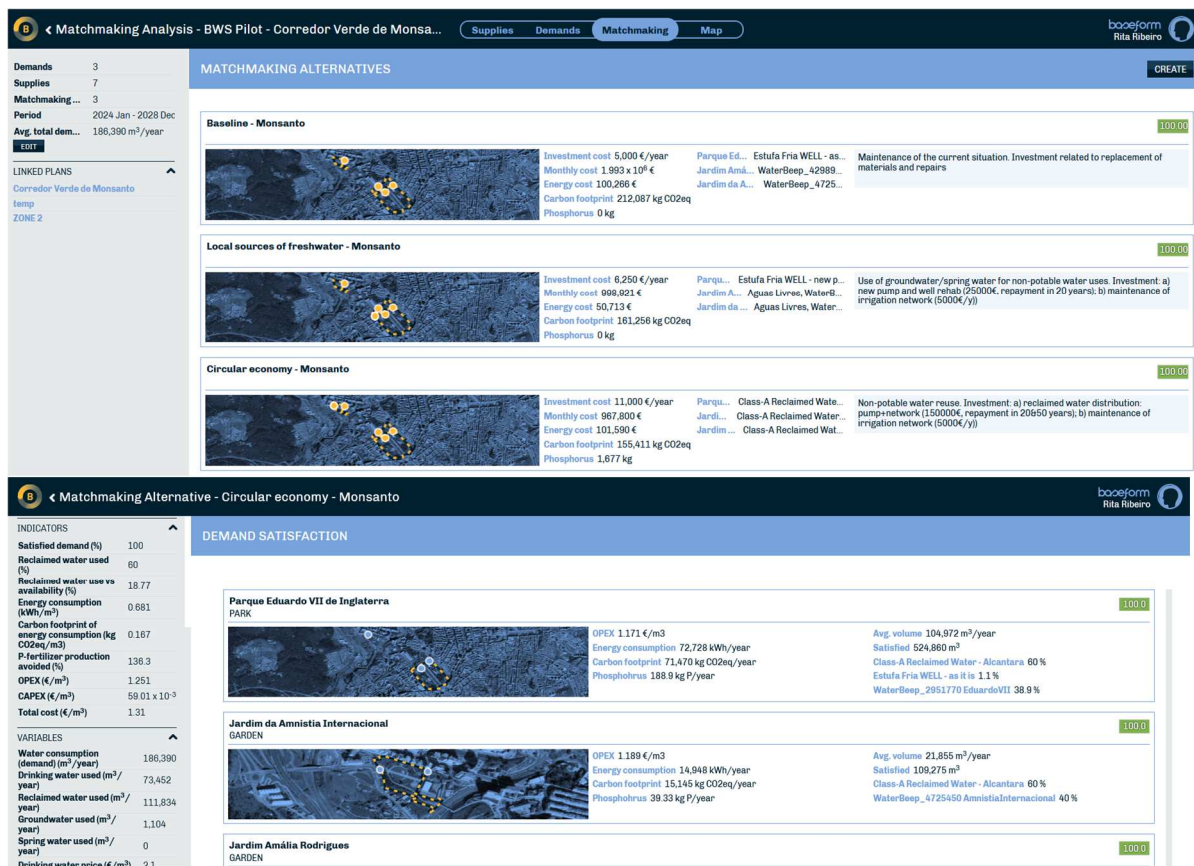 B < Matchmaking Analysis - BWS Pilot - Corredor Verde de Monsa...
Supplies Demands Matchmaking Map
baseform
Rita Ribeiro
Demands 3
Supplies 7
Matchmaking ... 3
Period 2024 Jan - 2028 Dec
Avg. total dem... 186,390 m³/year
EDIT
LINKED PLANS
Corredor Verde de Monsanto
temp
ZONE 2
MATCHMAKING ALTERNATIVES
CREATE
Baseline - Monsanto
100.00
Investment cost 5,000 €/year
Monthly cost 1.993 x 10⁶ €
Energy cost 100,266 €
Carbon footprint 212,087 kg CO2eq
Phosphorus 0 kg
Parque Ed... Estufa Fria WELL - as...
Jardim Amá... WaterBeep_42989...
Jardim da A... WaterBeep_4725...
Maintenance of the current situation. Investment related to replacement of
materials and repairs
Local sources of freshwater - Monsanto
100.00
Investment cost 6,250 €/year
Monthly cost 998,921 €
Energy cost 50,713 €
Carbon footprint 161,256 kg CO2eq
Phosphorus 0 kg
Parqu... Estufa Fria WELL - new p...
Jardim A... Aguas Livres, WaterB...
Jardim da ... Aguas Livres, Water...
Use of groundwater/spring water for non-potable water uses. Investment: a)
new pump and well rehab (25000€, repayment in 20 years); b) maintenance of
irrigation network (5000€/y))
Circular economy - Monsanto
100.00
Investment cost 11,000 €/year
Monthly cost 967,800 €
Energy cost 101,590 €
Carbon footprint 155,411 kg CO2eq
Phosphorus 1,677 kg
Parqu... Class-A Reclaimed Wate...
Jardi... Class-A Reclaimed Water...
Jardim ... Class-A Reclaimed Wat...
Non-potable water reuse. Investment: a) reclaimed water distribution:
pump+network (150000€, repayment in 20&50 years); b) maintenance of
irrigation network (5000€/y))
B < Matchmaking Alternative - Circular economy - Monsanto
baseform
Rita Ribeiro
INDICATORS
Satisfied demand (%) 100
Reclaimed water used
(%) 60
Reclaimed water use vs
availability (%) 18.77
Energy consumption
(kWh/m³) 0.681
Carbon footprint of
energy consumption (kg
CO2eq/m3) 0.167
P-fertilizer production
avoided (%) 136.3
OPEX (€/m³) 1.251
CAPEX (€/m³) 59.01 x 10⁻³
Total cost (€/m³) 1.31
VARIABLES
Water consumption
(demand) (m³/year) 186,390
Drinking water used (m³/
year) 73,452
Reclaimed water used (m³/
year) 111,834
Groundwater used (m³/
year) 1,104
Spring water used (m³/
year) 0
Drinking water price (€/m³) 2.1
DEMAND SATISFACTION
Parque Eduardo VII de Inglaterra
PARK
100.0
OPEX 1.171 €/m3
Energy consumption 72,728 kWh/year
Carbon footprint 71,470 kg CO2eq/year
Phosphohrus 188.9 kg P/year
Avg. volume 104,972 m³/year
Satisfied 524,860 m³
Class-A Reclaimed Water - Alcantara 60 %
Estufa Fria WELL - as it is 1.1 %
WaterBeep_2951770 EduardoVII 38.9 %
Jardim da Amnistia Internacional
GARDEN
100.0
OPEX 1.189 €/m3
Energy consumption 14,948 kWh/year
Carbon footprint 15,145 kg CO2eq/year
Phosphohrus 39.33 kg P/year
Avg. volume 21,855 m³/year
Satisfied 109,275 m³
Class-A Reclaimed Water - Alcantara 60 %
WaterBeep_4725450 AmnistiaInternacional 40 %
Jardim Amália Rodrigues
GARDEN
100.0